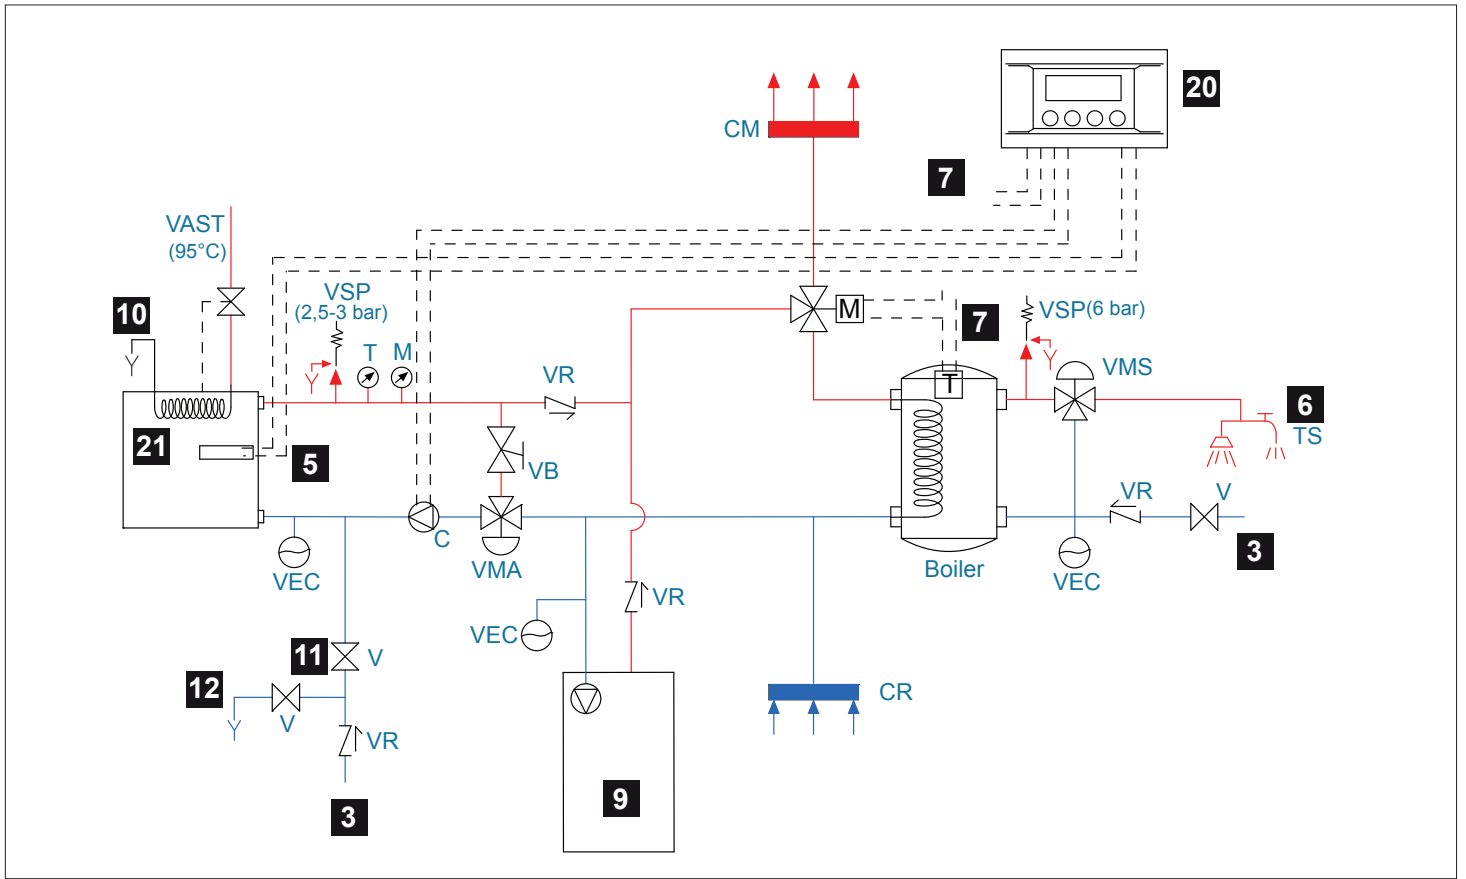 20
CM
7
VAST
(95°C)
VSP
(2,5-3 bar)
10
T
M
M
7
VSP(6 bar)
VMS
VR
T
6
TS
21
5
VB
VR
V
C
VMA
3
VEC
Boiler
VEC
VR
VEC
11
V
12
V
CR
VR
9
3